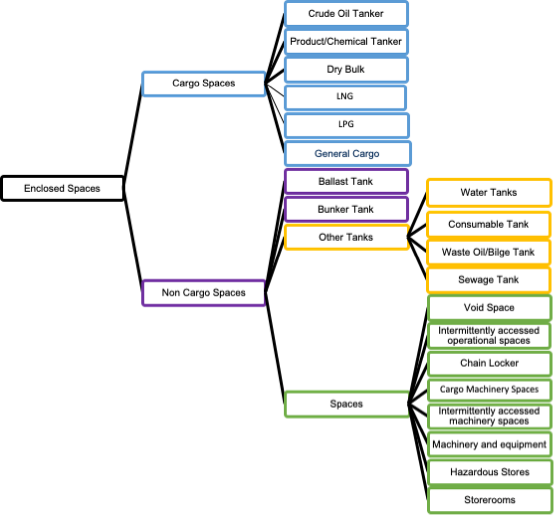 Crude Oil Tanker
Product/Chemical Tanker
Cargo Spaces
Dry Bulk
LNG
LPG
General Cargo
Enclosed Spaces
Ballast Tank
Bunker Tank
Other Tanks
Water Tanks
Consumable Tank
Waste Oil/Bilge Tank
Sewage Tank
Non Cargo Spaces
Spaces
Void Space
Intermittently accessed
operational spaces
Chain Locker
Cargo Machinery Spaces
Intermittently accessed
machinery spaces
Machinery and equipment
Hazardous Stores
Storerooms